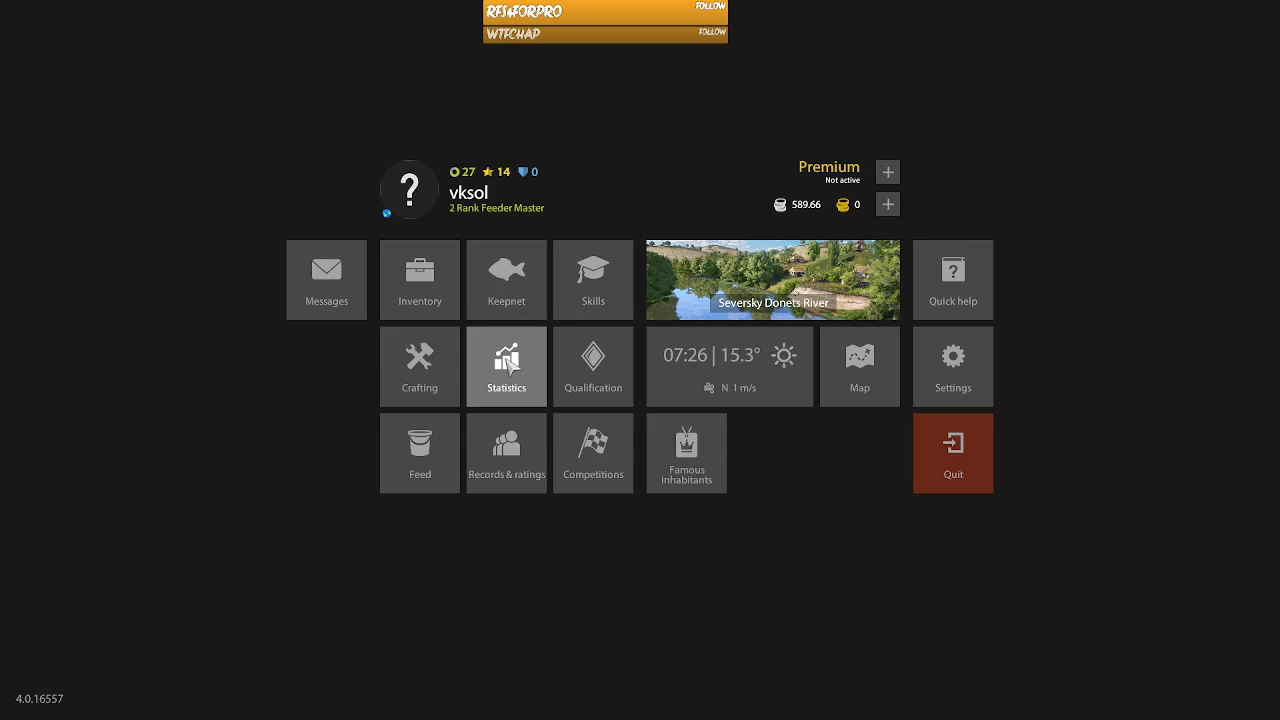 RFS4FORPRO FOLLOW
WTFCHAP FOLLOW
27 14 0
vksol
2 Rank Feeder Master
Premium
Not active
589.66 0
Messages
Inventory
Keepnet
Skills
Seversky Donets River
Quick help
Crafting
Statistics
Qualification
07:26 | 15.3°
N 1 m/s
Map
Settings
Feed
Records & ratings
Competitions
Famous
inhabitants
Quit
4.0.16557